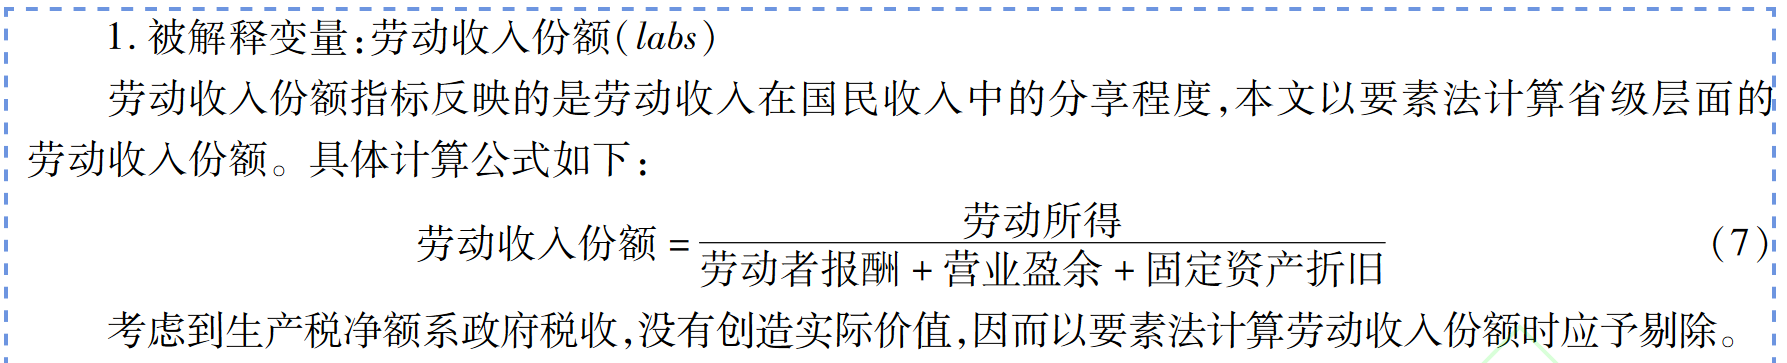 1. 被解释变量:劳动收入份额(labs)
劳动收入份额指标反映的是劳动收入在国民收入中的分享程度,本文以要素法计算省级层面的
劳动收入份额。具体计算公式如下:
劳动收入份额 = 劳动所得 / 劳动者报酬 + 营业盈余 + 固定资产折旧 (7)
考虑到生产税净额系政府税收,没有创造实际价值,因而以要素法计算劳动收入份额时应予剔除。